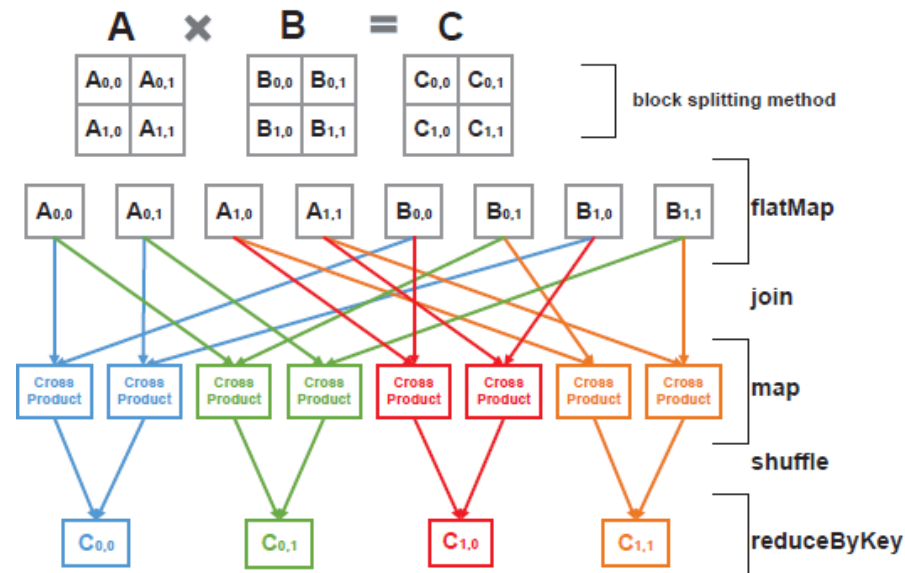 A × B = C
A0,0 A0,1 B0,0 B0,1 C0,0 C0,1
block splitting method
A1,0 A1,1 B1,0 B1,1 C1,0 C1,1
A0,0 A0,1 A1,0 A1,1 B0,0 B0,1 B1,0 B1,1
flatMap
join
Cross Cross Cross Cross Cross Cross Cross Cross
Product Product Product Product Product Product Product Product
map
shuffle
C0,0 C0,1 C1,0 C1,1
reduceByKey